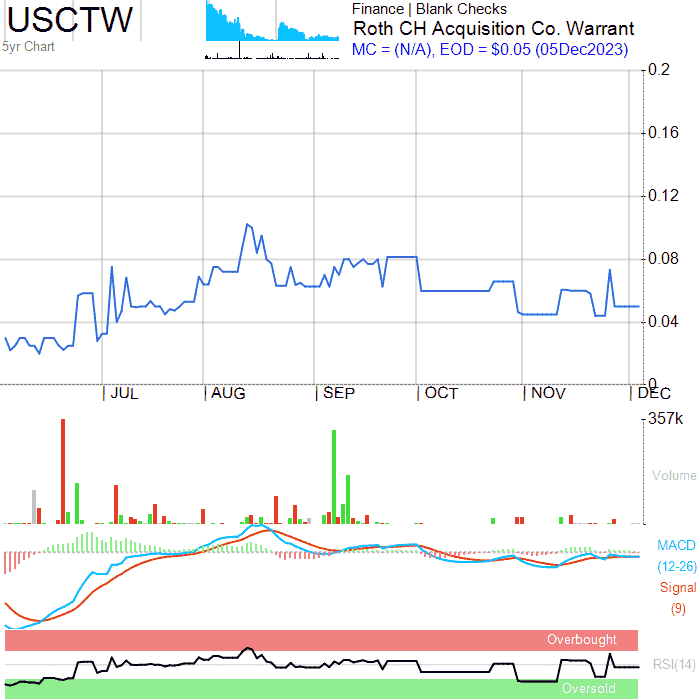 USCTW
5yr Chart
Finance | Blank Checks
Roth CH Acquisition Co. Warrant
MC = (N/A), EOD = $0.05 (05Dec2023)
0.2
0.16
0.12
0.08
0.04
0
JUL AUG SEP OCT NOV DEC
357k
Volume
MACD
(12-26)
Signal
(9)
Overbought
RSI(14)
Oversold